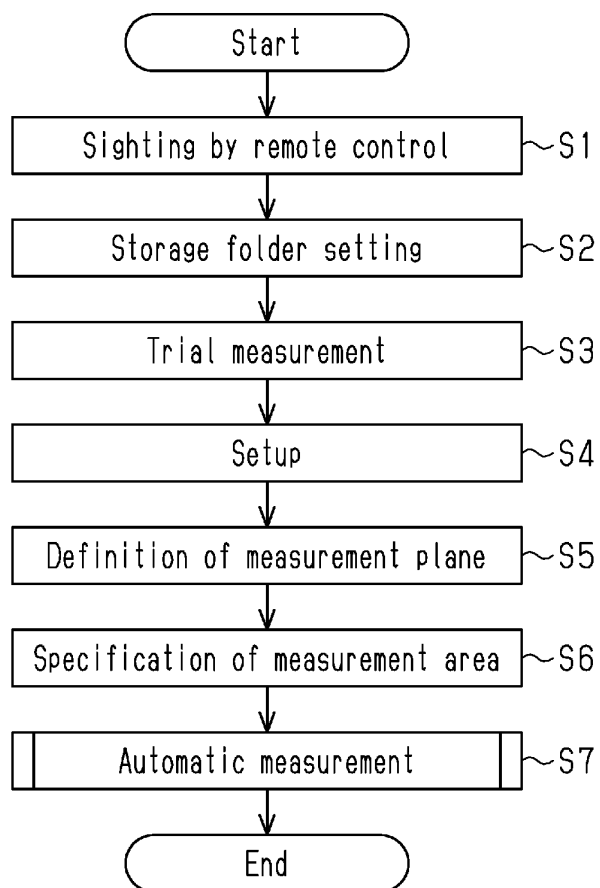 Start
Sighting by remote control S1
Storage folder setting S2
Trial measurement S3
Setup S4
Definition of measurement plane S5
Specification of measurement area S6
Automatic measurement S7
End